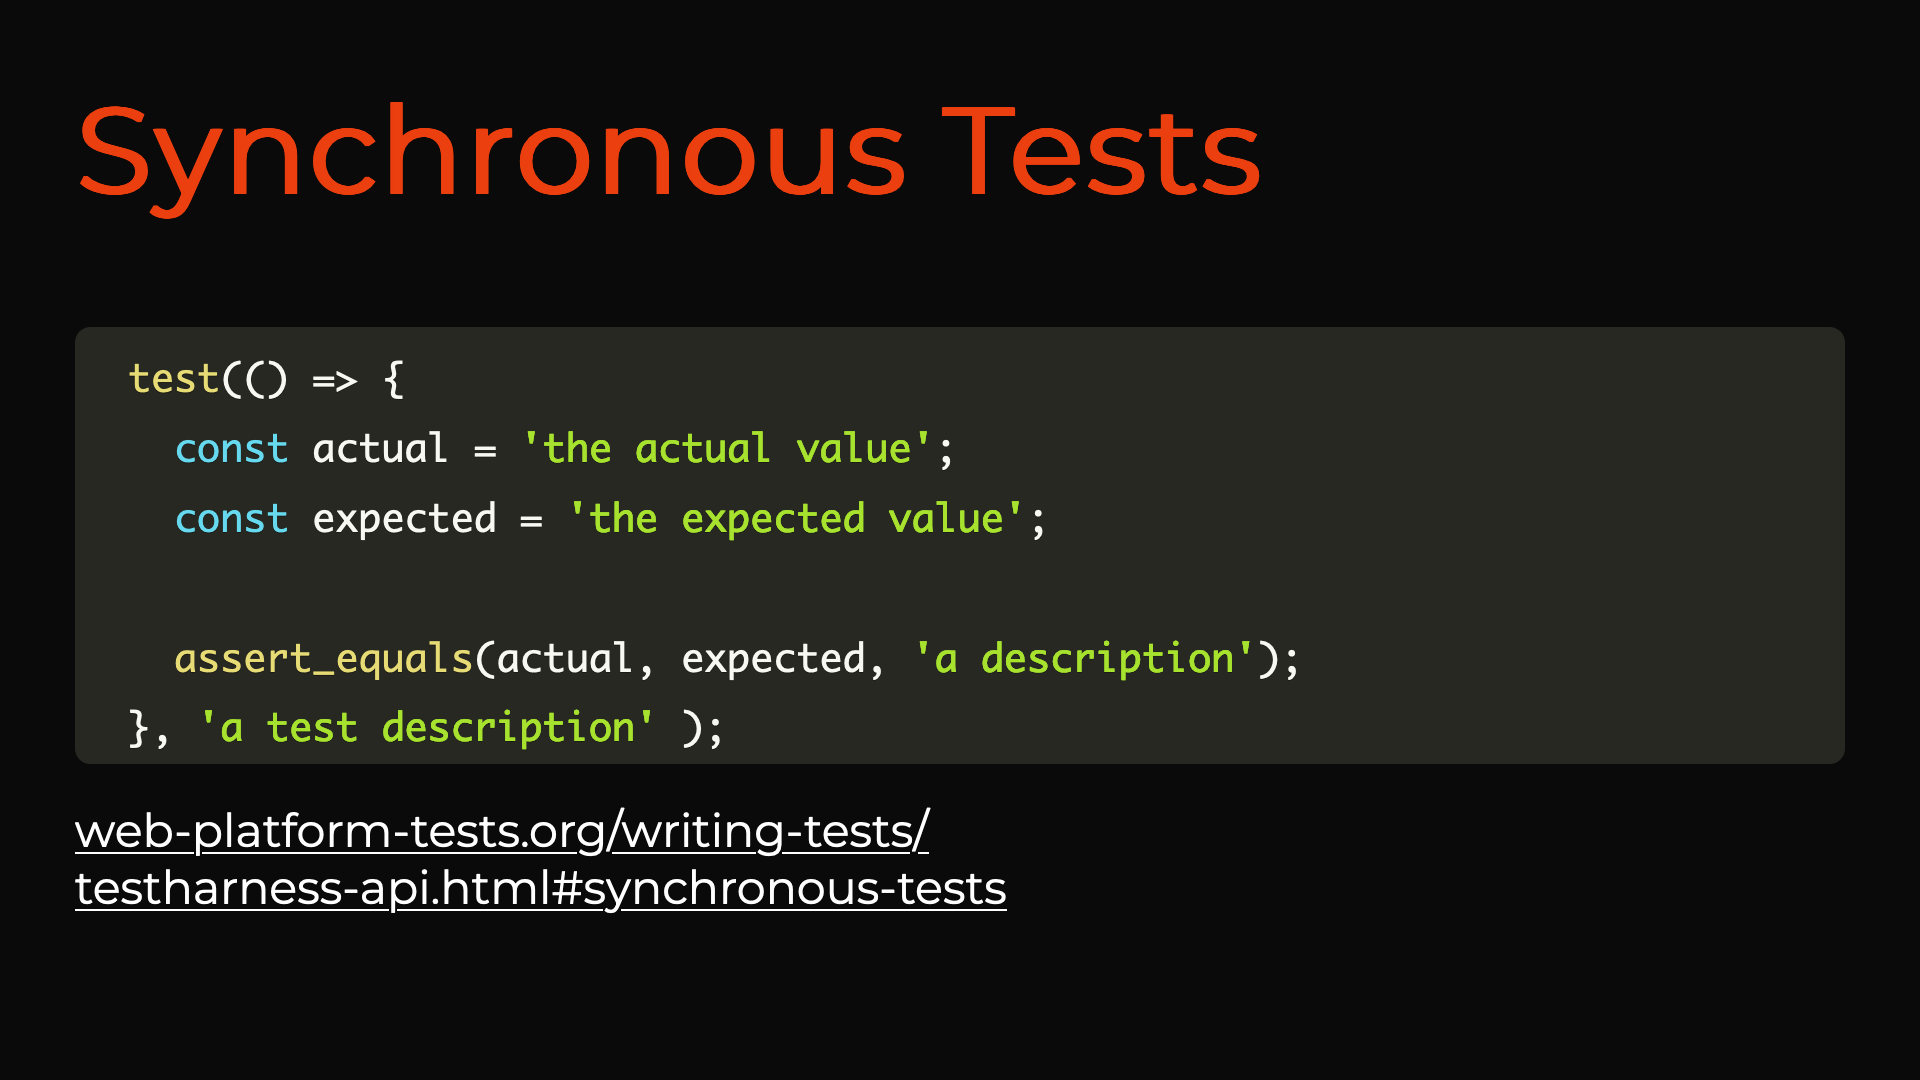 Synchronous Tests
test(() => {
  const actual = 'the actual value';
  const expected = 'the expected value';

  assert_equals(actual, expected, 'a description');
}, 'a test description' );
web-platform-tests.org/writing-tests/
testharness-api.html#synchronous-tests